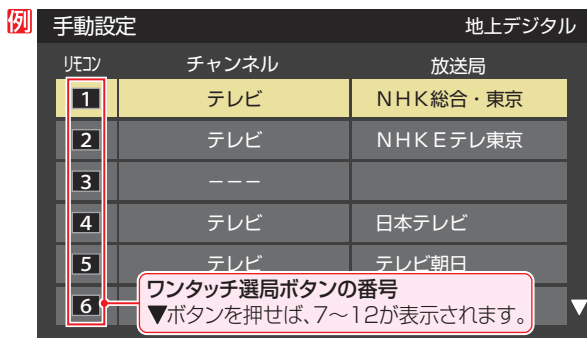 例
手動設定 地上デジタル
リモコン チャンネル 放送局
1 テレビ NHK総合・東京
2 テレビ NHKEテレ東京
3 −−−
4 テレビ 日本テレビ
5 テレビ テレビ朝日
6
ワンタッチ選局ボタンの番号
▼ボタンを押せば、7〜12が表示されます。
▼